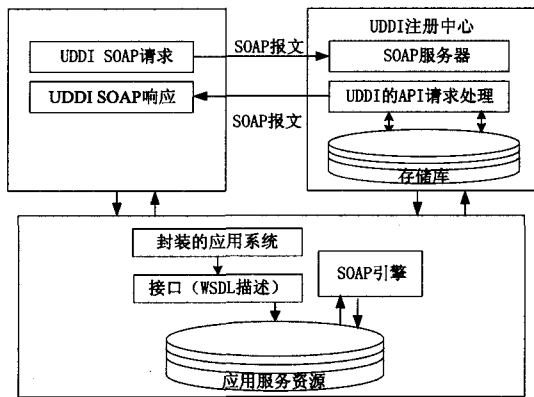 UDDI SOAP请求
UDDI SOAP响应
SOAP报文
SOAP报文
UDDI注册中心
SOAP服务器
UDDI的API请求处理
存储库
封装的应用系统
接口（WSDL描述）
SOAP引擎
应用服务资源